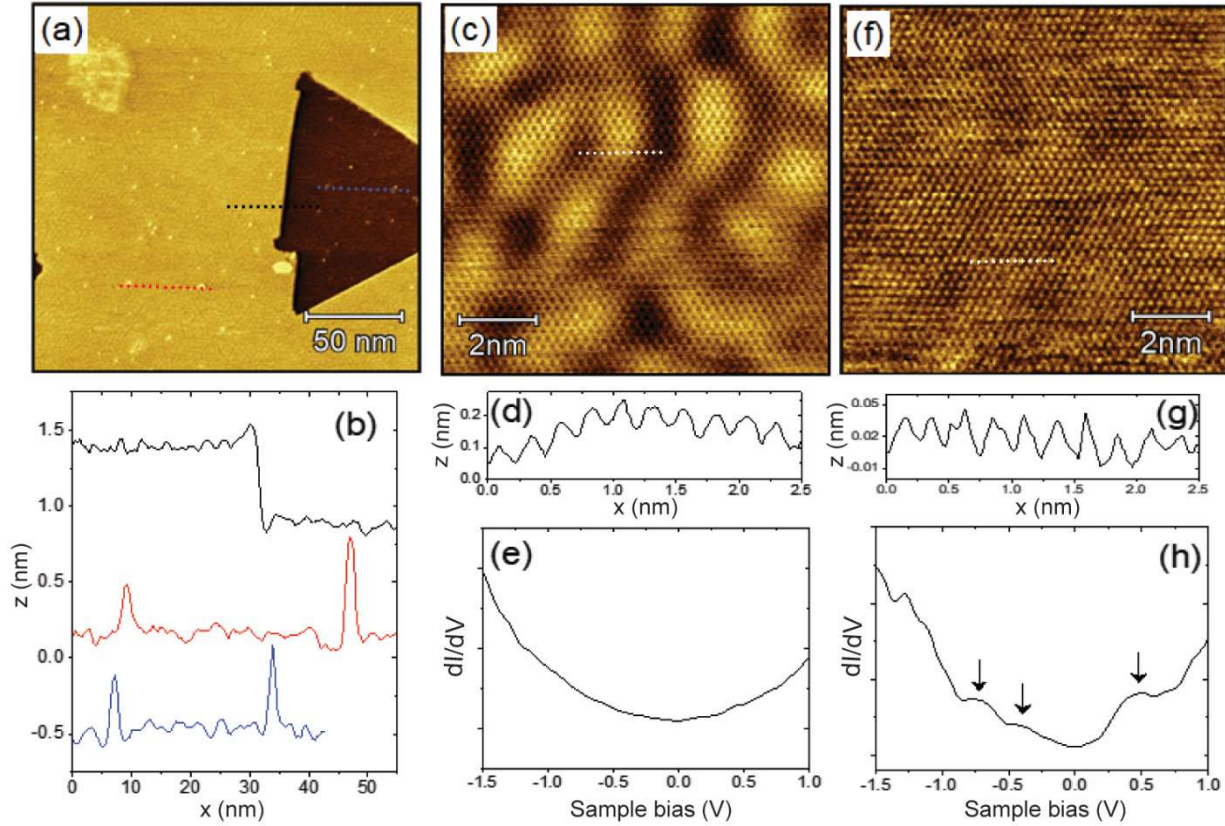 (a)
50 nm
(c)
2nm
(f)
2nm
(b)
1.5
1.0
0.5
0.0
-0.5
z (nm)
0
10
20
30
40
50
x (nm)
(d)
0.2
0.1
0.0
z (nm)
0.0
0.5
1.0
1.5
2.0
2.5
x (nm)
(g)
0.05
0.02
-0.01
z (nm)
0.0
0.5
1.0
1.5
2.0
2.5
x (nm)
(e)
dI/dV
-1.5
-1.0
-0.5
0.0
0.5
1.0
Sample bias (V)
(h)
dI/dV
-1.5
-1.0
-0.5
0.0
0.5
1.0
Sample bias (V)